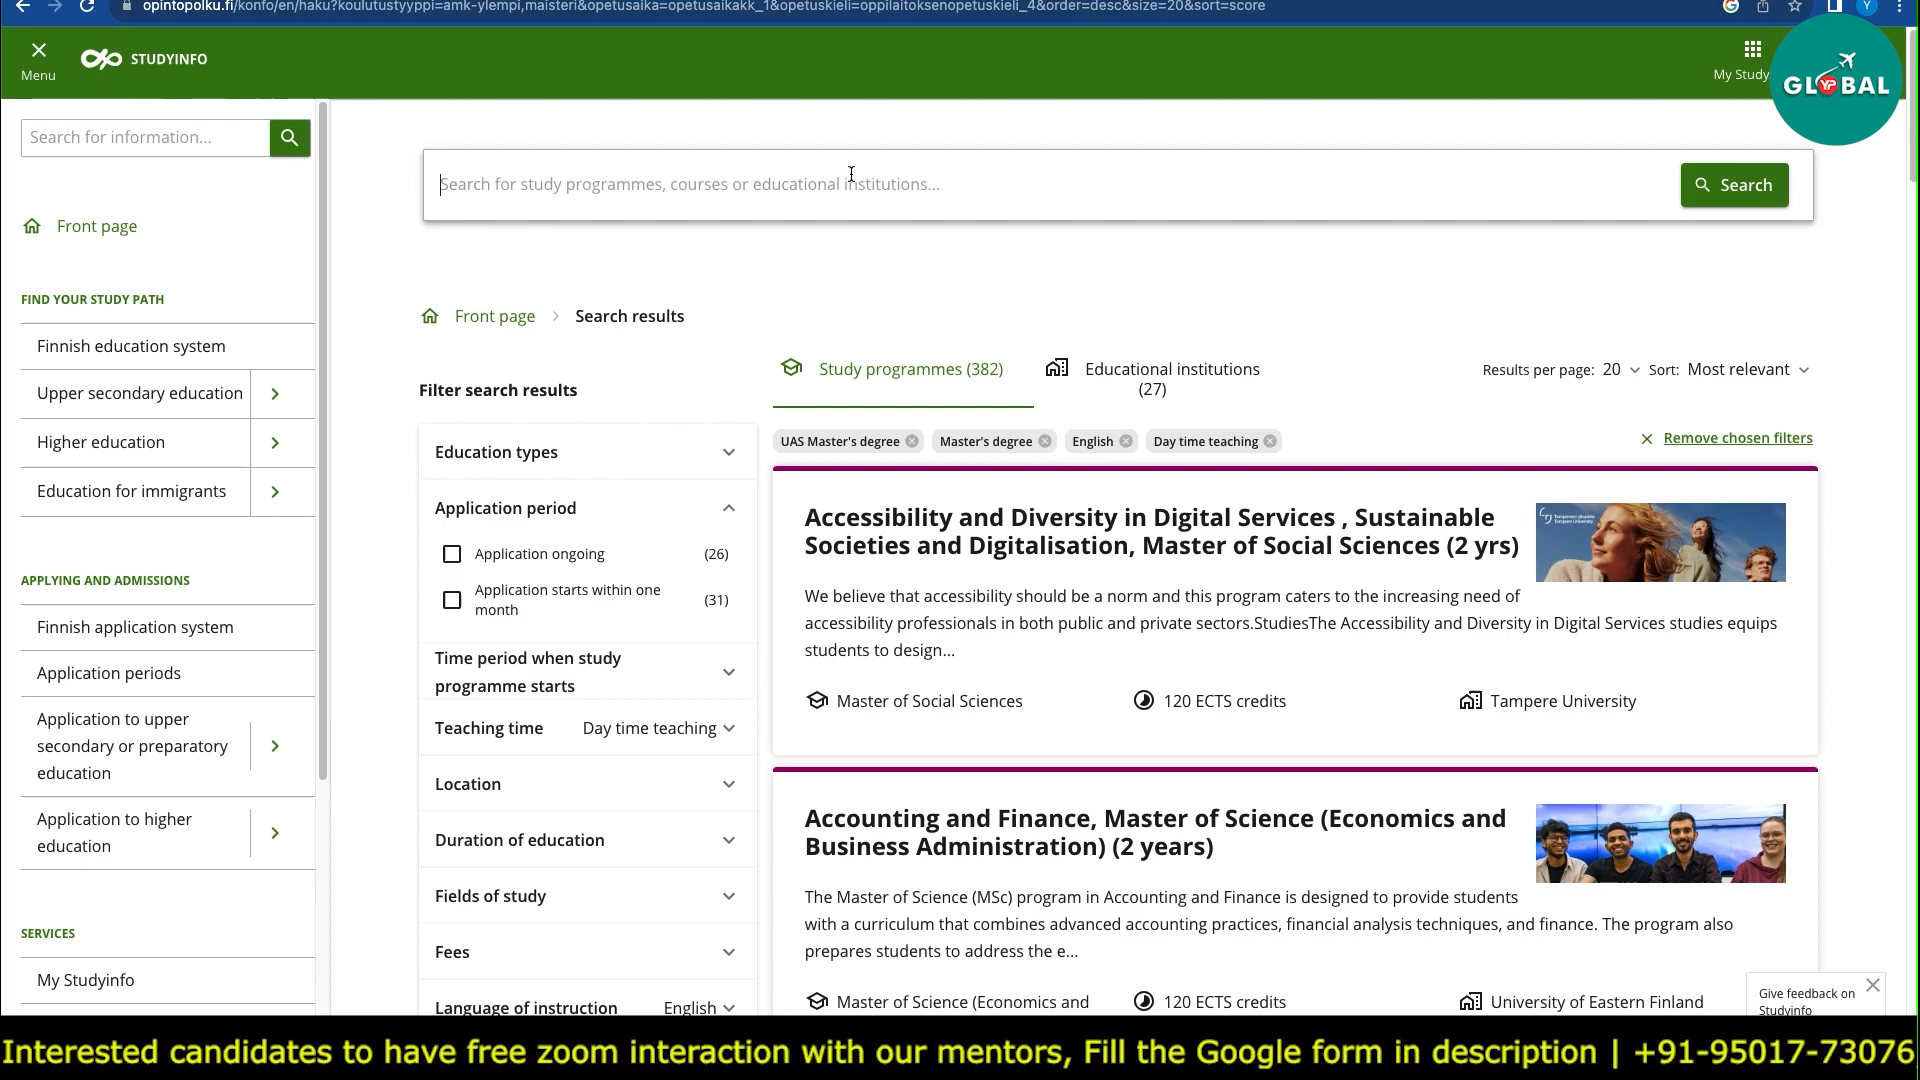 opintopolku.fi/konfo/en/haku?koulutustyyppi=amk-ylempi,maisteri&opetusaika=opetusaikakk_1&opetuskieli=oppilaitoksenopetuskieli_4&order=desc&size=20&sort=score
Y
Menu
STUDYINFO
My Study
GLOBAL
YP
Search for information...
Front page
FIND YOUR STUDY PATH
Finnish education system
Upper secondary education
Higher education
Education for immigrants
APPLYING AND ADMISSIONS
Finnish application system
Application periods
Application to upper
secondary or preparatory
education
Application to higher
education
SERVICES
My Studyinfo
Search for study programmes, courses or educational institutions...
Search
Front page
Search results
Filter search results
Education types
Application period
Application ongoing (26)
Application starts within one
month (31)
Time period when study
programme starts
Teaching time Day time teaching
Location
Duration of education
Fields of study
Fees
Language of instruction English
Study programmes (382)
Educational institutions
(27)
Results per page: 20 Sort: Most relevant
UAS Master's degree Master's degree English Day time teaching
Remove chosen filters
Accessibility and Diversity in Digital Services , Sustainable
Societies and Digitalisation, Master of Social Sciences (2 yrs)
We believe that accessibility should be a norm and this program caters to the increasing need of
accessibility professionals in both public and private sectors.StudiesThe Accessibility and Diversity in Digital Services studies equips
students to design...
Master of Social Sciences 120 ECTS credits Tampere University
Accounting and Finance, Master of Science (Economics and
Business Administration) (2 years)
The Master of Science (MSc) program in Accounting and Finance is designed to provide students
with a curriculum that combines advanced accounting practices, financial analysis techniques, and finance. The program also
prepares students to address the e...
Master of Science (Economics and 120 ECTS credits University of Eastern Finland
Give feedback on
Studyinfo
Interested candidates to have free zoom interaction with our mentors, Fill the Google form in description | +91-95017-73076